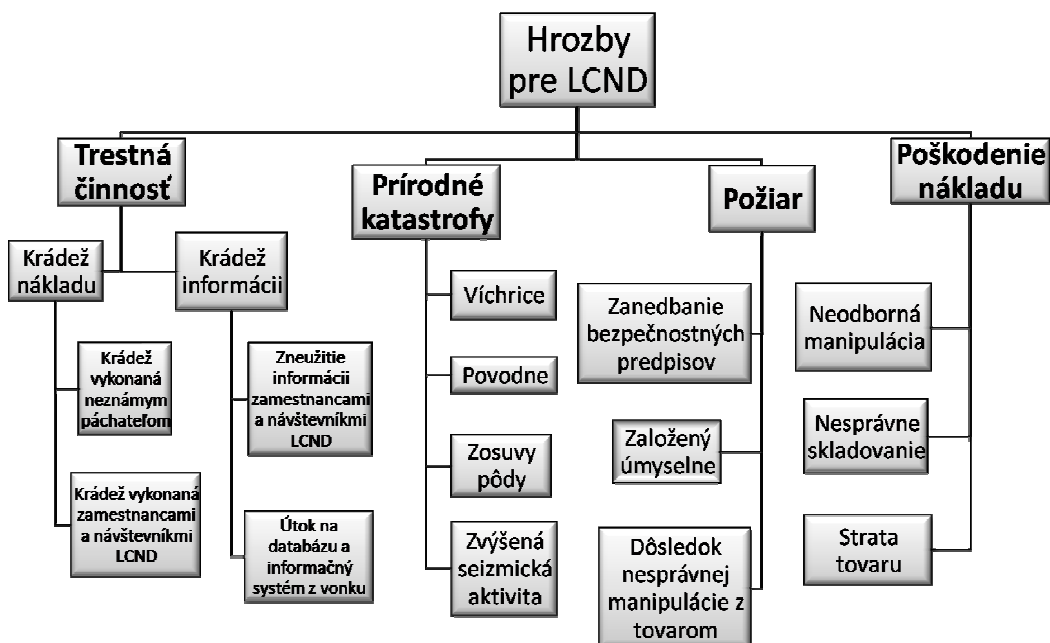 Hrozby
pre LCND
Trestná
činnosť
Prírodné
katastrofy
Požiar
Poškodenie
nákladu
Krádež
nákladu
Krádež
informácii
Krádež
vykonaná
neznámym
páchateľom
Krádež vykonaná
zamestnancami
a návštevníkmi
LCND
Zneužitie
informácii
zamestnancami
a návštevníkmi
LCND
Útok na
databázu a
informačný
systém z vonku
Víchrice
Povodne
Zosuvy
pôdy
Zvýšená
seizmická
aktivita
Zanedbanie
bezpečnostných
predpisov
Založený
úmyselne
Dôsledok
nesprávnej
manipulácie z
tovarom
Neodborná
manipulácia
Nesprávne
skladovanie
Strata
tovaru